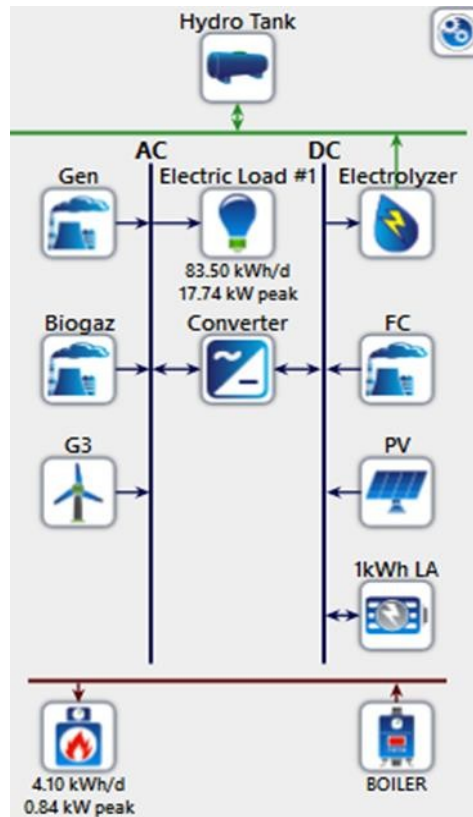 Hydro Tank
AC
DC
Gen
Electric Load #1
Electrolyzer
83.50 kWh/d
17.74 kW peak
Biogaz
Converter
FC
G3
PV
1kWh LA
4.10 kWh/d
0.84 kW peak
BOILER